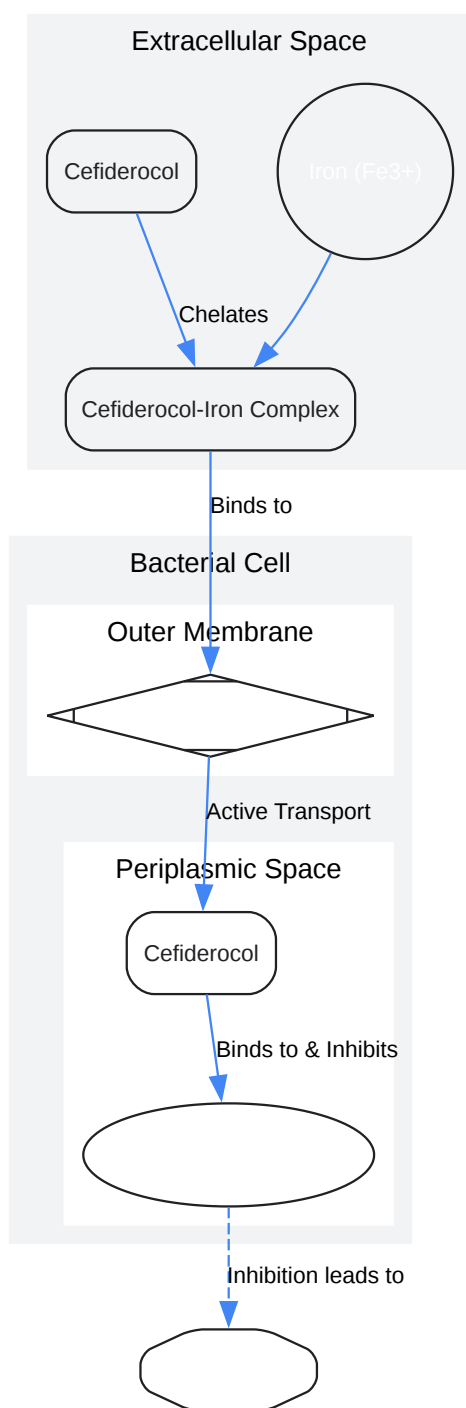 Extracellular Space
Cefiderocol
Iron (Fe3+)
Chelates
Cefiderocol-Iron Complex
Binds to
Bacterial Cell
Outer Membrane
Active Transport
Periplasmic Space
Cefiderocol
Binds to & Inhibits
Inhibition leads to